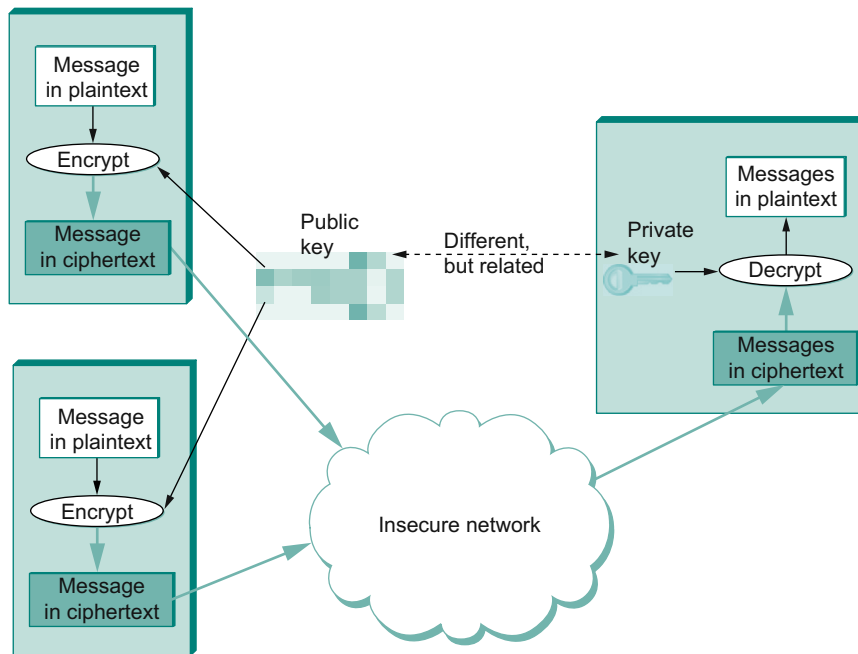 Message
in plaintext
Encrypt
Message
in ciphertext
Public
key
Different,
but related
Private
key
Messages
in plaintext
Decrypt
Messages
in ciphertext
Message
in plaintext
Encrypt
Message
in ciphertext
Insecure network